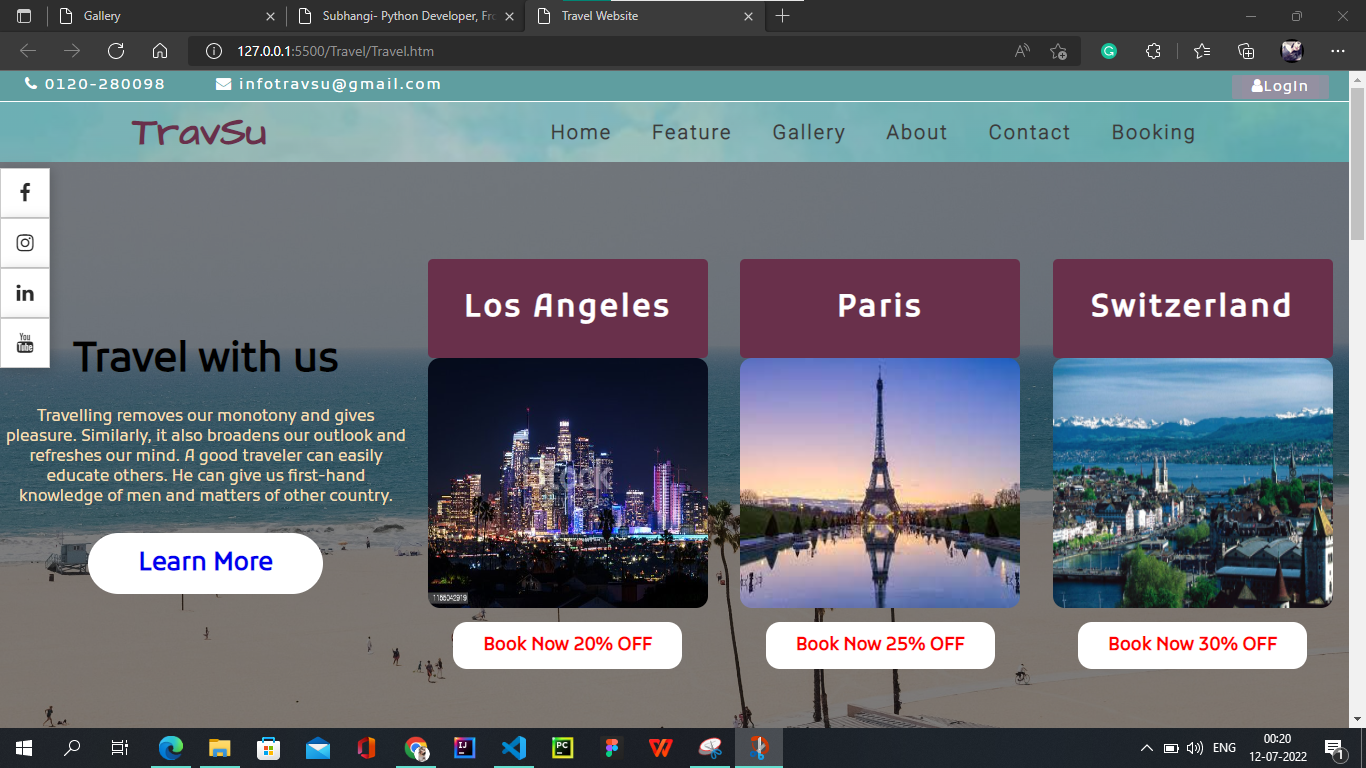 Gallery
Subhangi- Python Developer, Fro
Travel Website
127.0.0.1:5500/Travel/Travel.htm
0120-280098
infotravsu@gmail.com
LogIn
TravSu
Home Feature Gallery About Contact Booking
Los Angeles
Paris
Switzerland
You
Tube
Travel with us
Travelling removes our monotony and gives
pleasure. Similarly, it also broadens our outlook and
refreshes our mind. A good traveler can easily
educate others. He can give us first-hand
knowledge of men and matters of other country.
Learn More
Book Now 20% OFF
Book Now 25% OFF
Book Now 30% OFF
ENG
00:20
12-07-2022
1